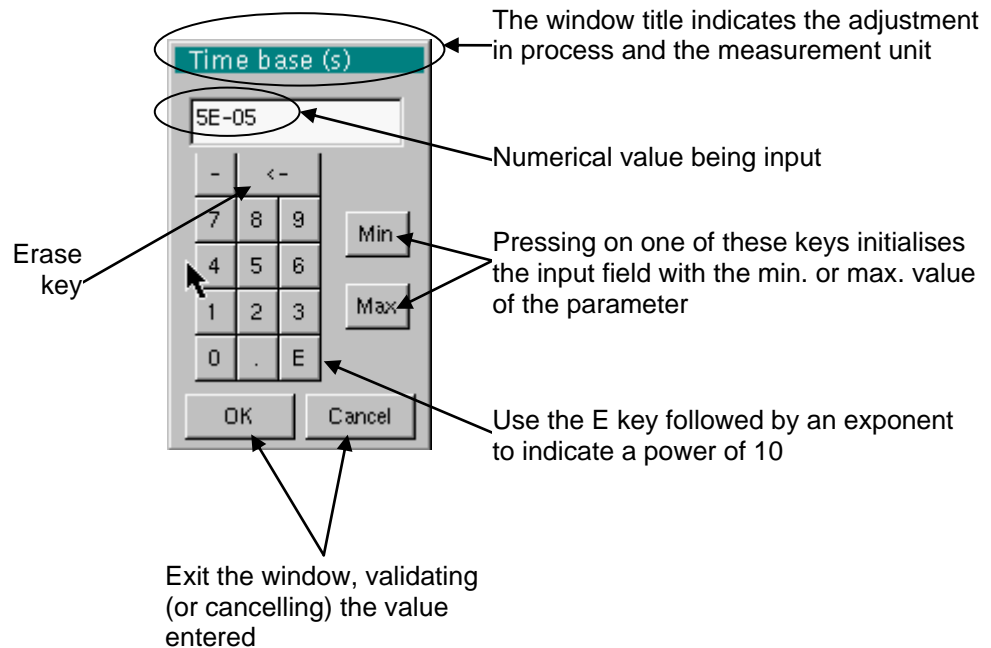 The window title indicates the adjustment
in process and the measurement unit
Time base (s)
5E-05
Numerical value being input
- <-
7 8 9
Min
Erase
key
Pressing on one of these keys initialises
the input field with the min. or max. value
of the parameter
4 5 6
1 2 3
Max
0 . E
OK Cancel
Use the E key followed by an exponent
to indicate a power of 10
Exit the window, validating
(or cancelling) the value
entered